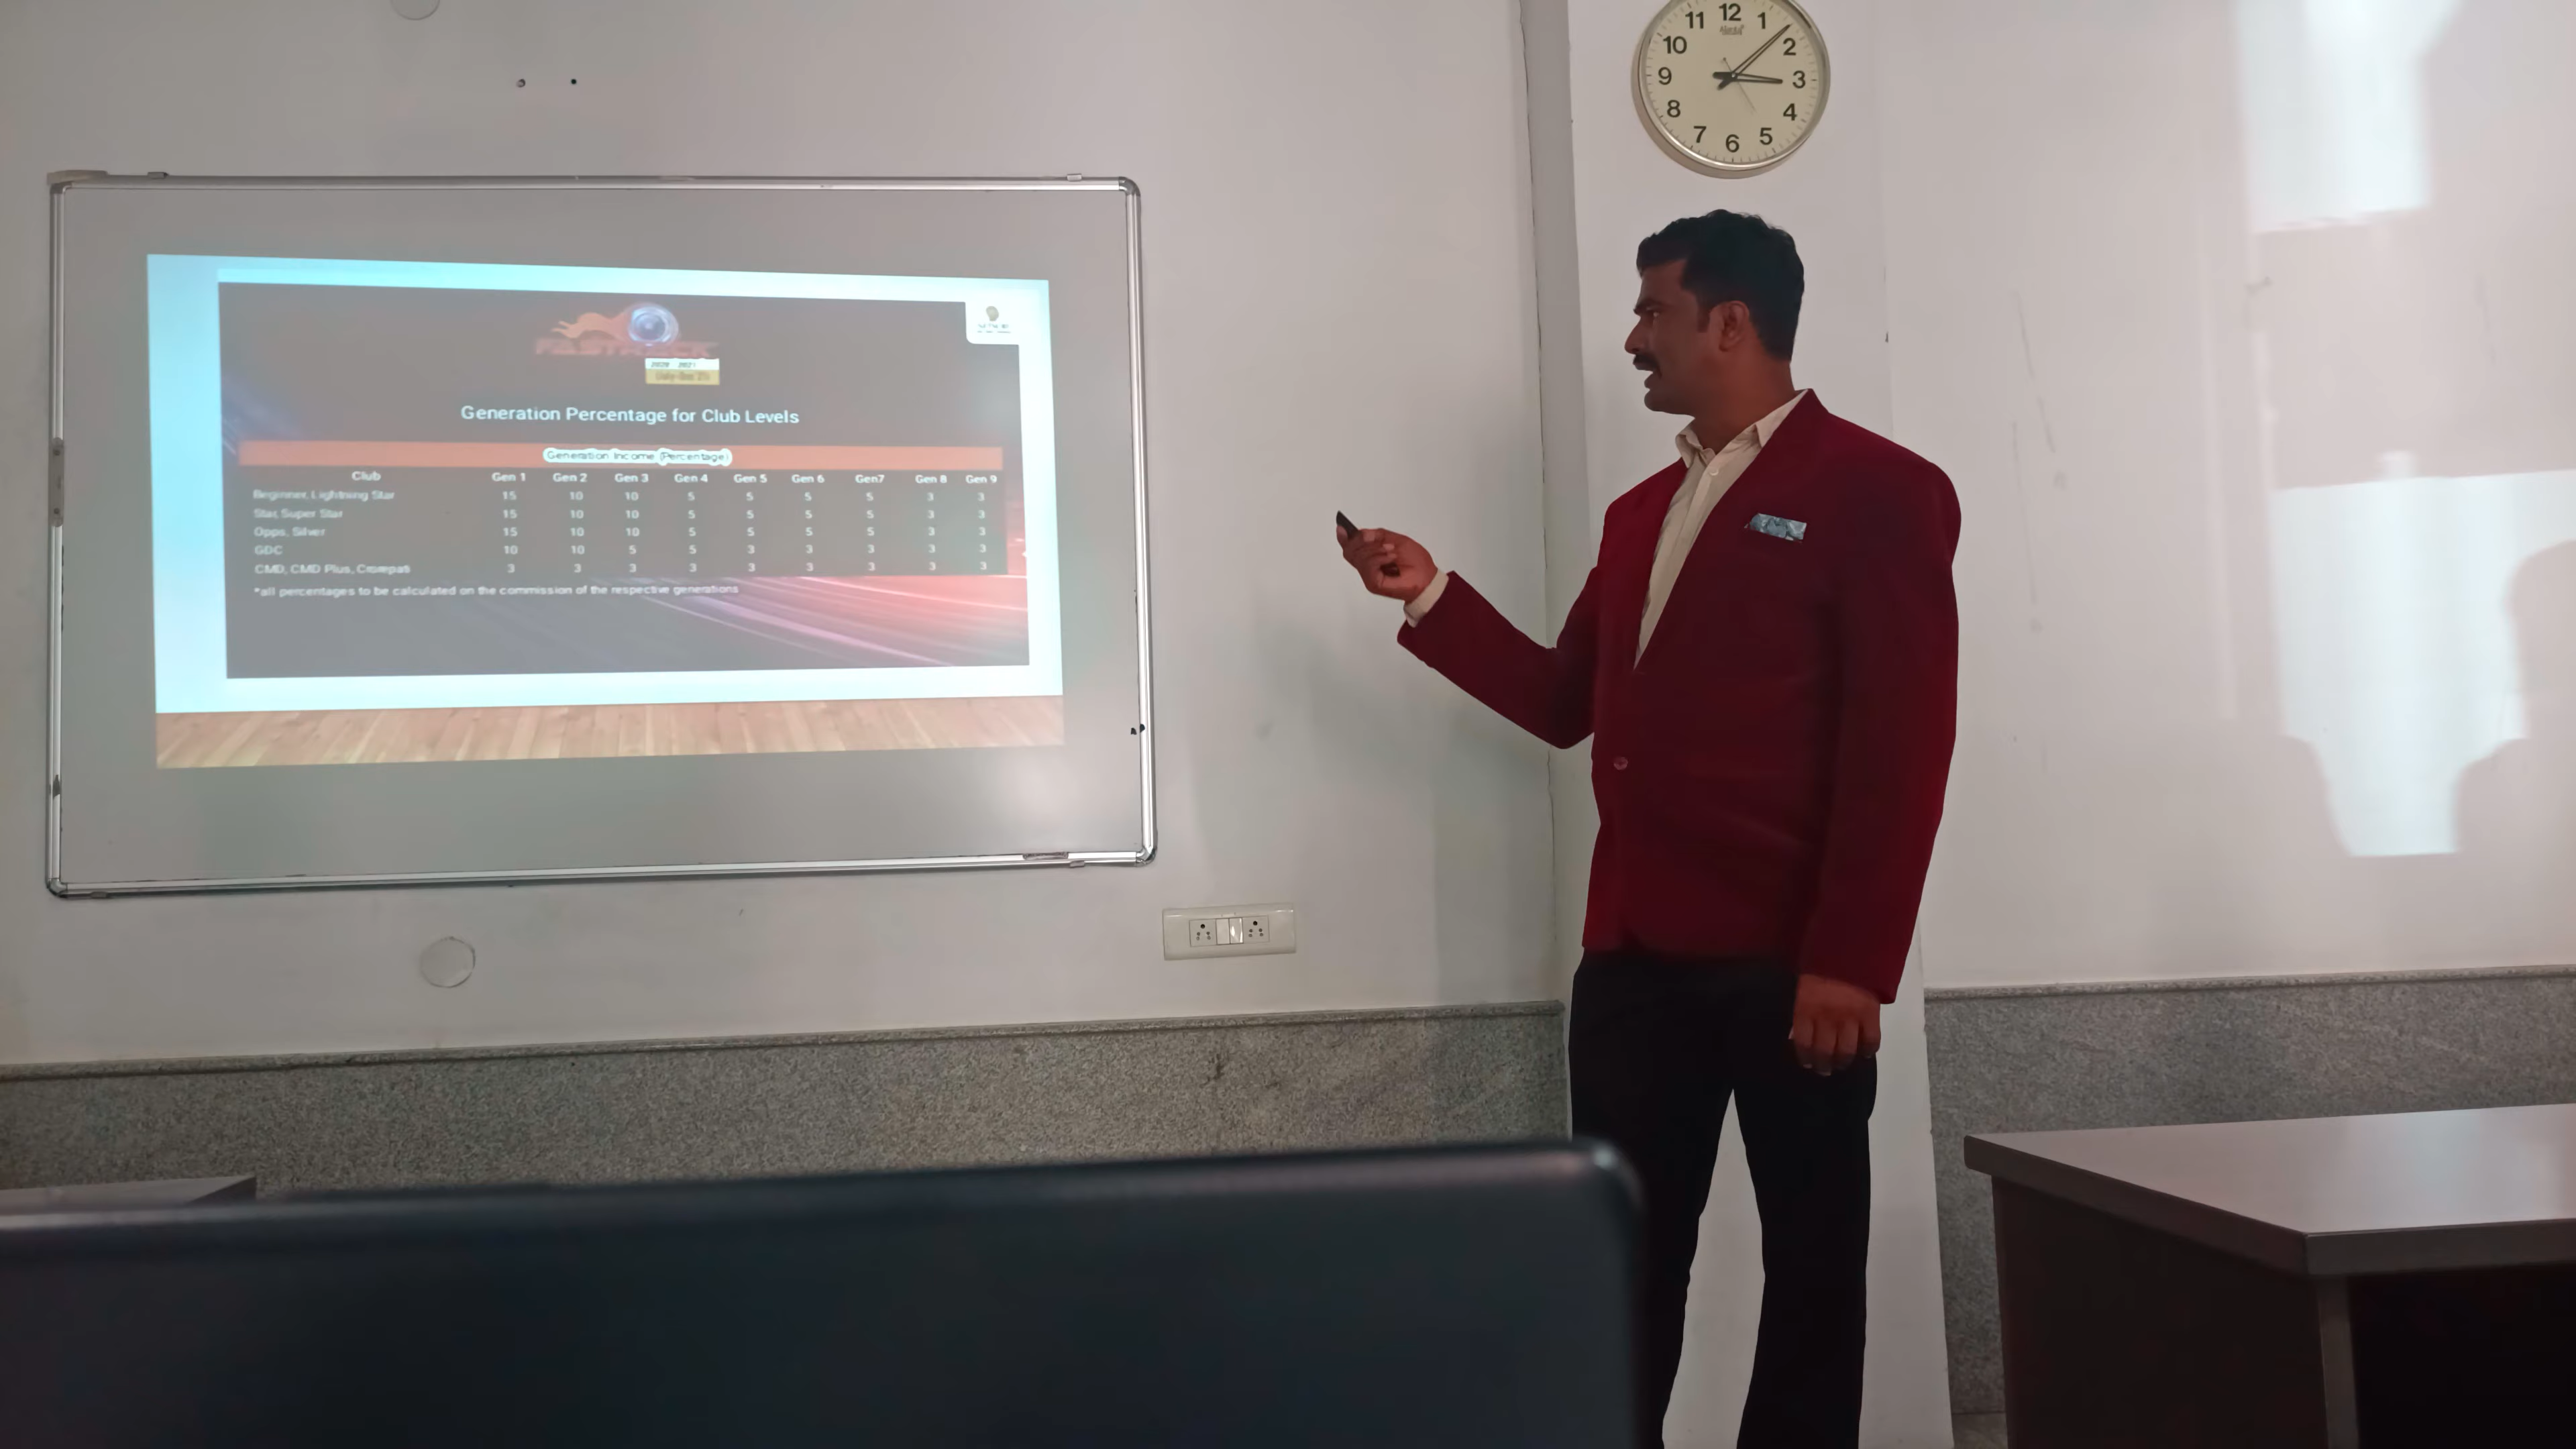 FASTRACK
2020 - 2021
Generation Percentage for Club Levels
Generation Income (Percentage)
Club Gen 1 Gen 2 Gen 3 Gen 4 Gen 5 Gen 6 Gen7 Gen 8 Gen 9
Beginner, Lightning Star 15 10 10 5 5 5 5 3 3
Star, Super Star 15 10 10 5 5 5 5 3 3
Opps, Silver 15 10 10 5 5 5 5 3 3
GDC 10 10 5 5 3 3 3 3 3
CMD, CMD Plus, Crorepati 3 3 3 3 3 3 3 3 3
*all percentages to be calculated on the commission of the respective generations
12
1
2
3
4
5
6
7
8
9
10
11